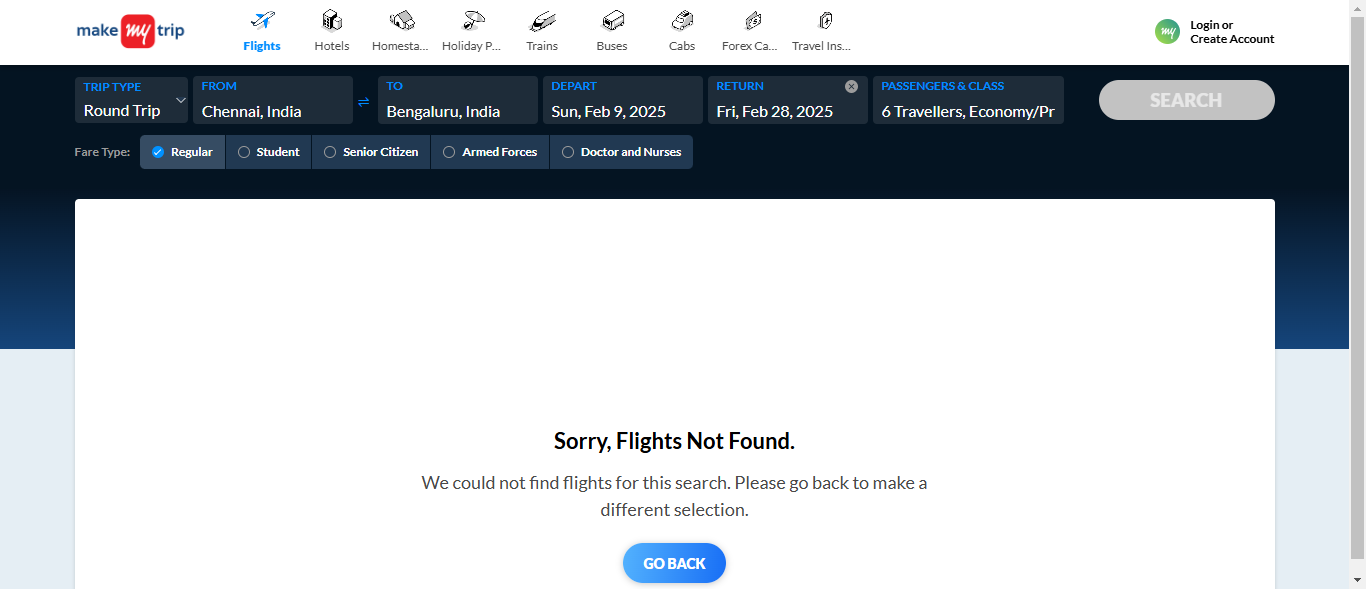 make my trip
Flights
Hotels
Homesta...
Holiday P...
Trains
Buses
Cabs
Forex Ca...
Travel Ins...
my
Login or
Create Account
TRIP TYPE
Round Trip
FROM
Chennai, India
TO
Bengaluru, India
DEPART
Sun, Feb 9, 2025
RETURN
Fri, Feb 28, 2025
PASSENGERS & CLASS
6 Travellers, Economy/Pr
SEARCH
Fare Type:
Regular
Student
Senior Citizen
Armed Forces
Doctor and Nurses
Sorry, Flights Not Found.
We could not find flights for this search. Please go back to make a
different selection.
GO BACK